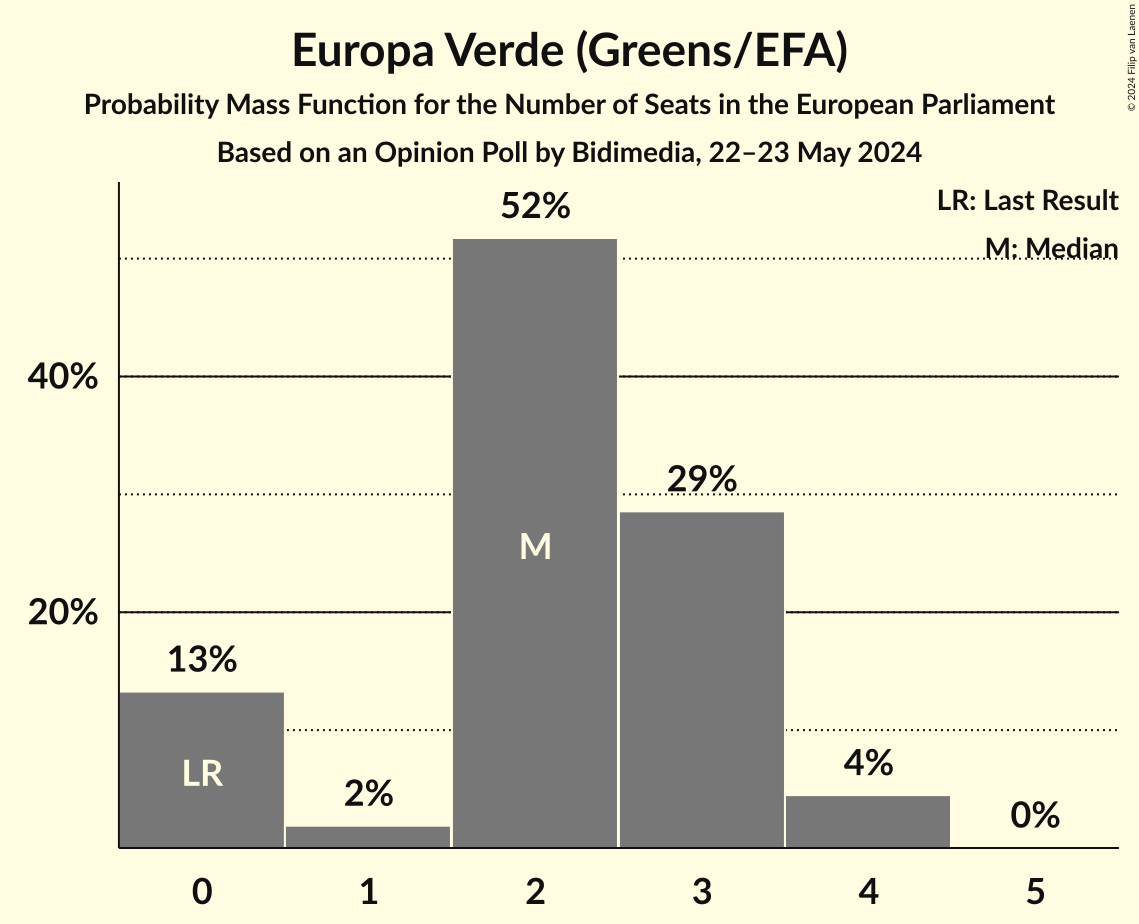 Europa Verde (Greens/EFA)
Probability Mass Function for the Number of Seats in the European Parliament
Based on an Opinion Poll by Bidimedia, 22–23 May 2024
© 2024 Filip van Laenen
LR: Last Result
M: Median
52%
40%
29%
M
20%
13%
LR
2%
4%
0%
0 1 2 3 4 5